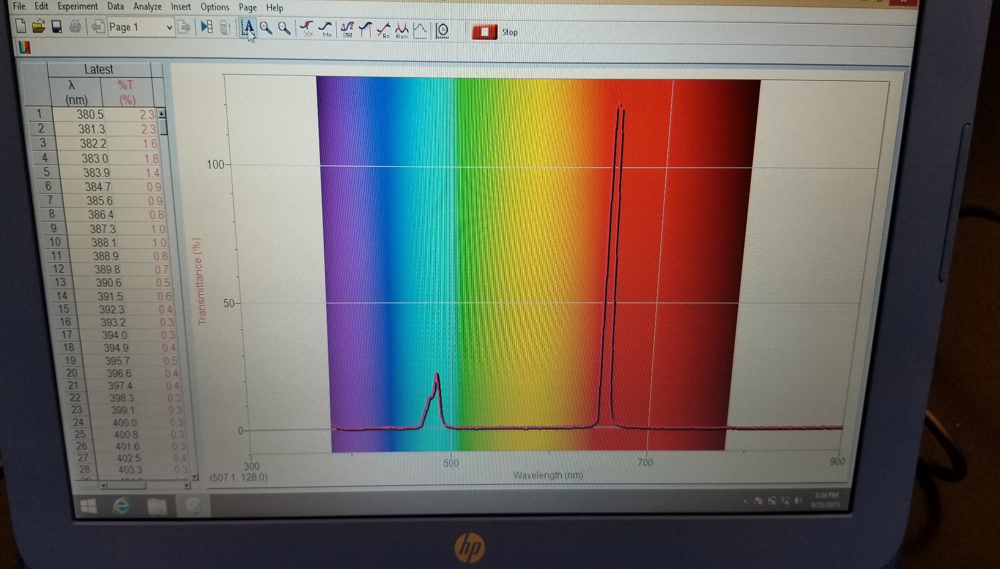 File Edit Experiment Data Analyze Insert Options Page Help
Page 1
X= M= STAT R= f(x)= Stop
Latest
λ %T
(nm) (%)
1 380.5 2.3
2 381.3 2.3
3 382.2 1.6
4 383.0 1.8
5 383.9 1.4
6 384.7 0.9
7 385.6 0.9
8 386.4 0.8
9 387.3 1.0
10 388.1 1.0
11 388.9 0.8
12 389.8 0.7
13 390.6 0.5
14 391.5 0.6
15 392.3 0.4
16 393.2 0.3
17 394.0 0.3
18 394.9 0.4
19 395.7 0.5
20 396.6 0.4
21 397.4 0.4
22 398.3 0.3
23 399.1 0.3
24 400.0 0.3
25 400.8 0.3
26 401.6 0.3
27 402.5 0.4
28 403.3 0.3
Transmittance (%)
100
50
0
300 500 700 900
(507.1, 128.0)
Wavelength (nm)
5:34 PM
9/25/2015
hp